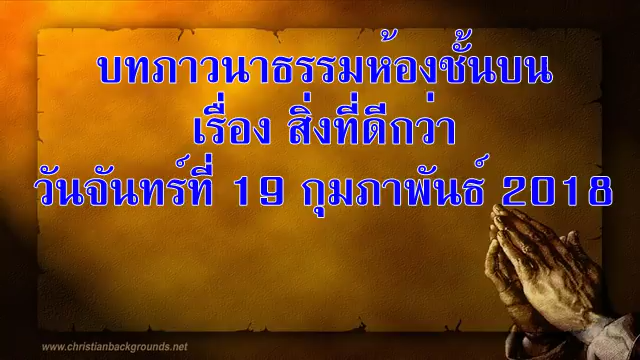 บทภาวนาธรรมห้องชั้นบน
เรื่อง สิ่งที่ดีกว่า
วันจันทร์ที่ 19 กุมภาพันธ์ 2018
www.christianbackgrounds.net